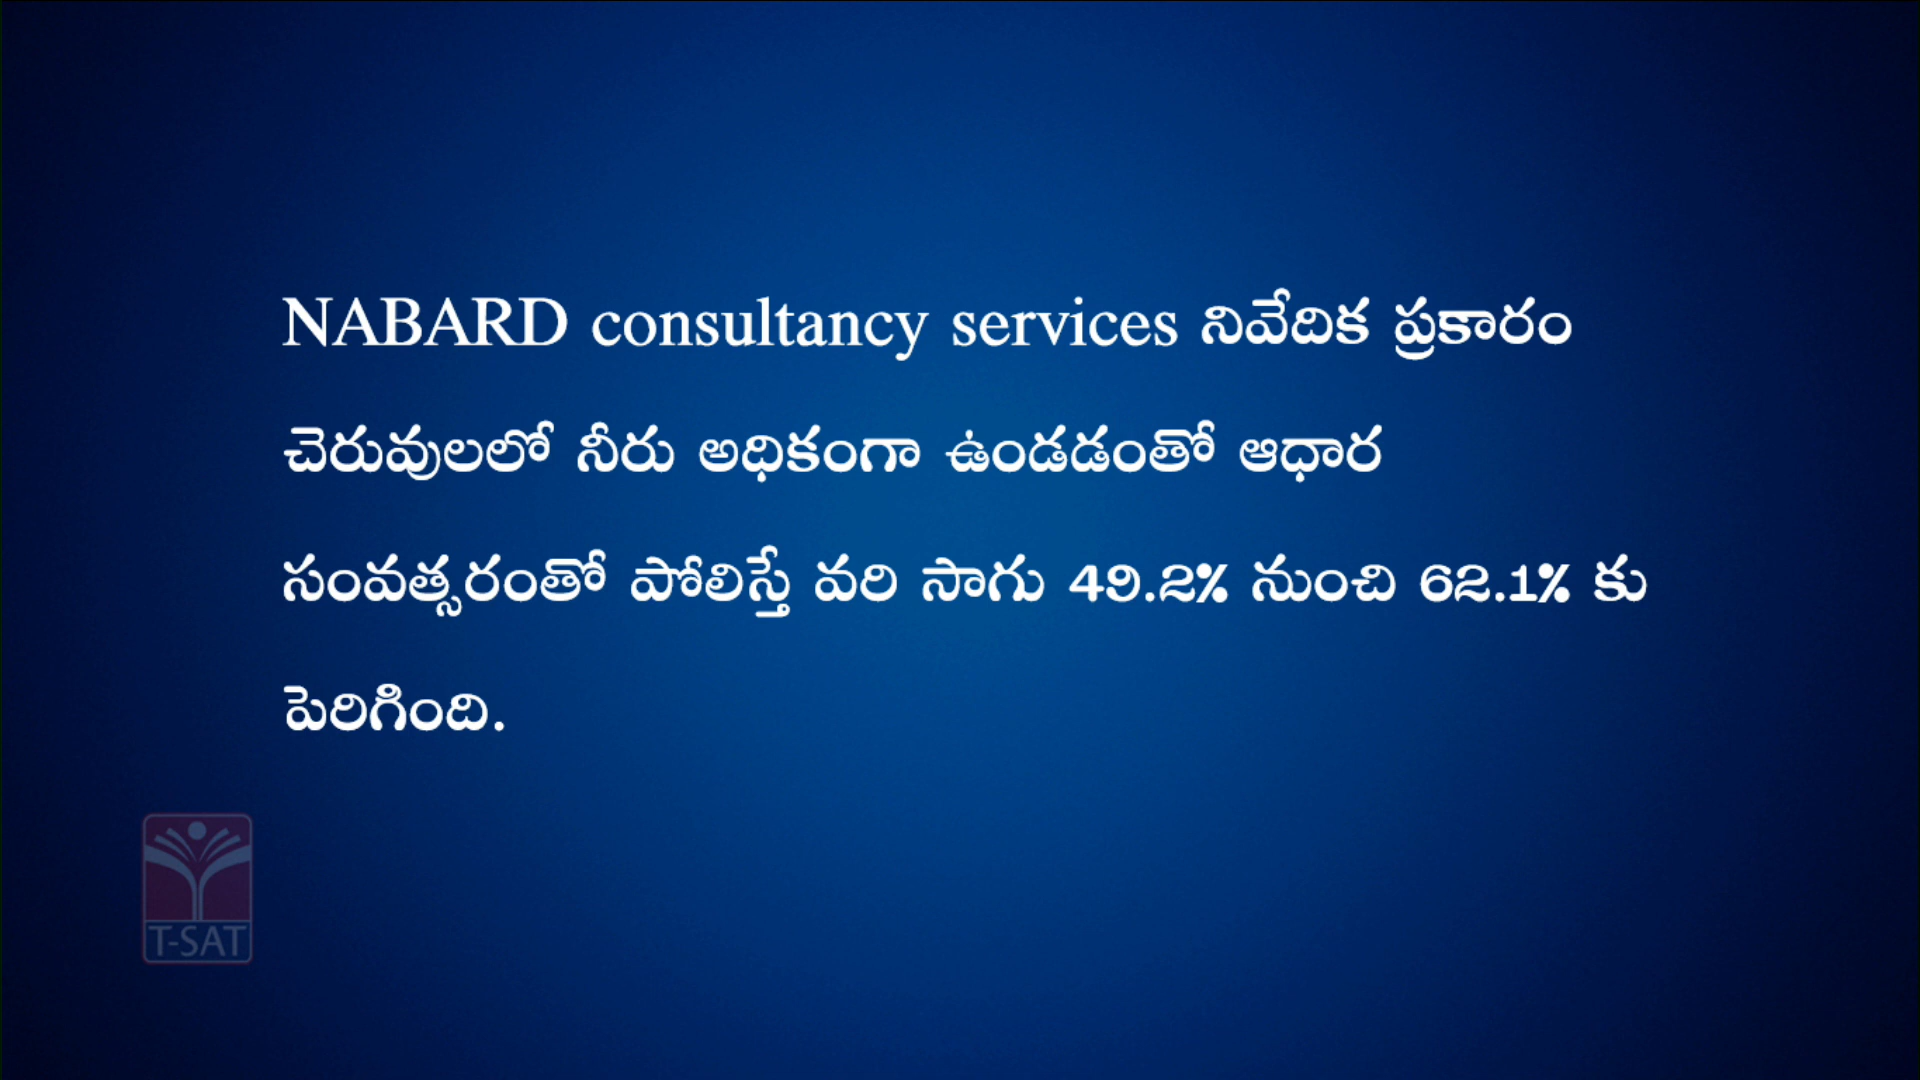 NABARD consultancy services నివేదిక ప్రకారం
చెరువులలో నీరు అధికంగా ఉండడంతో ఆధార
సంవత్సరంతో పోలిస్తే వరి సాగు 49.2% నుంచి 62.1% కు
పెరిగింది.
T-SAT